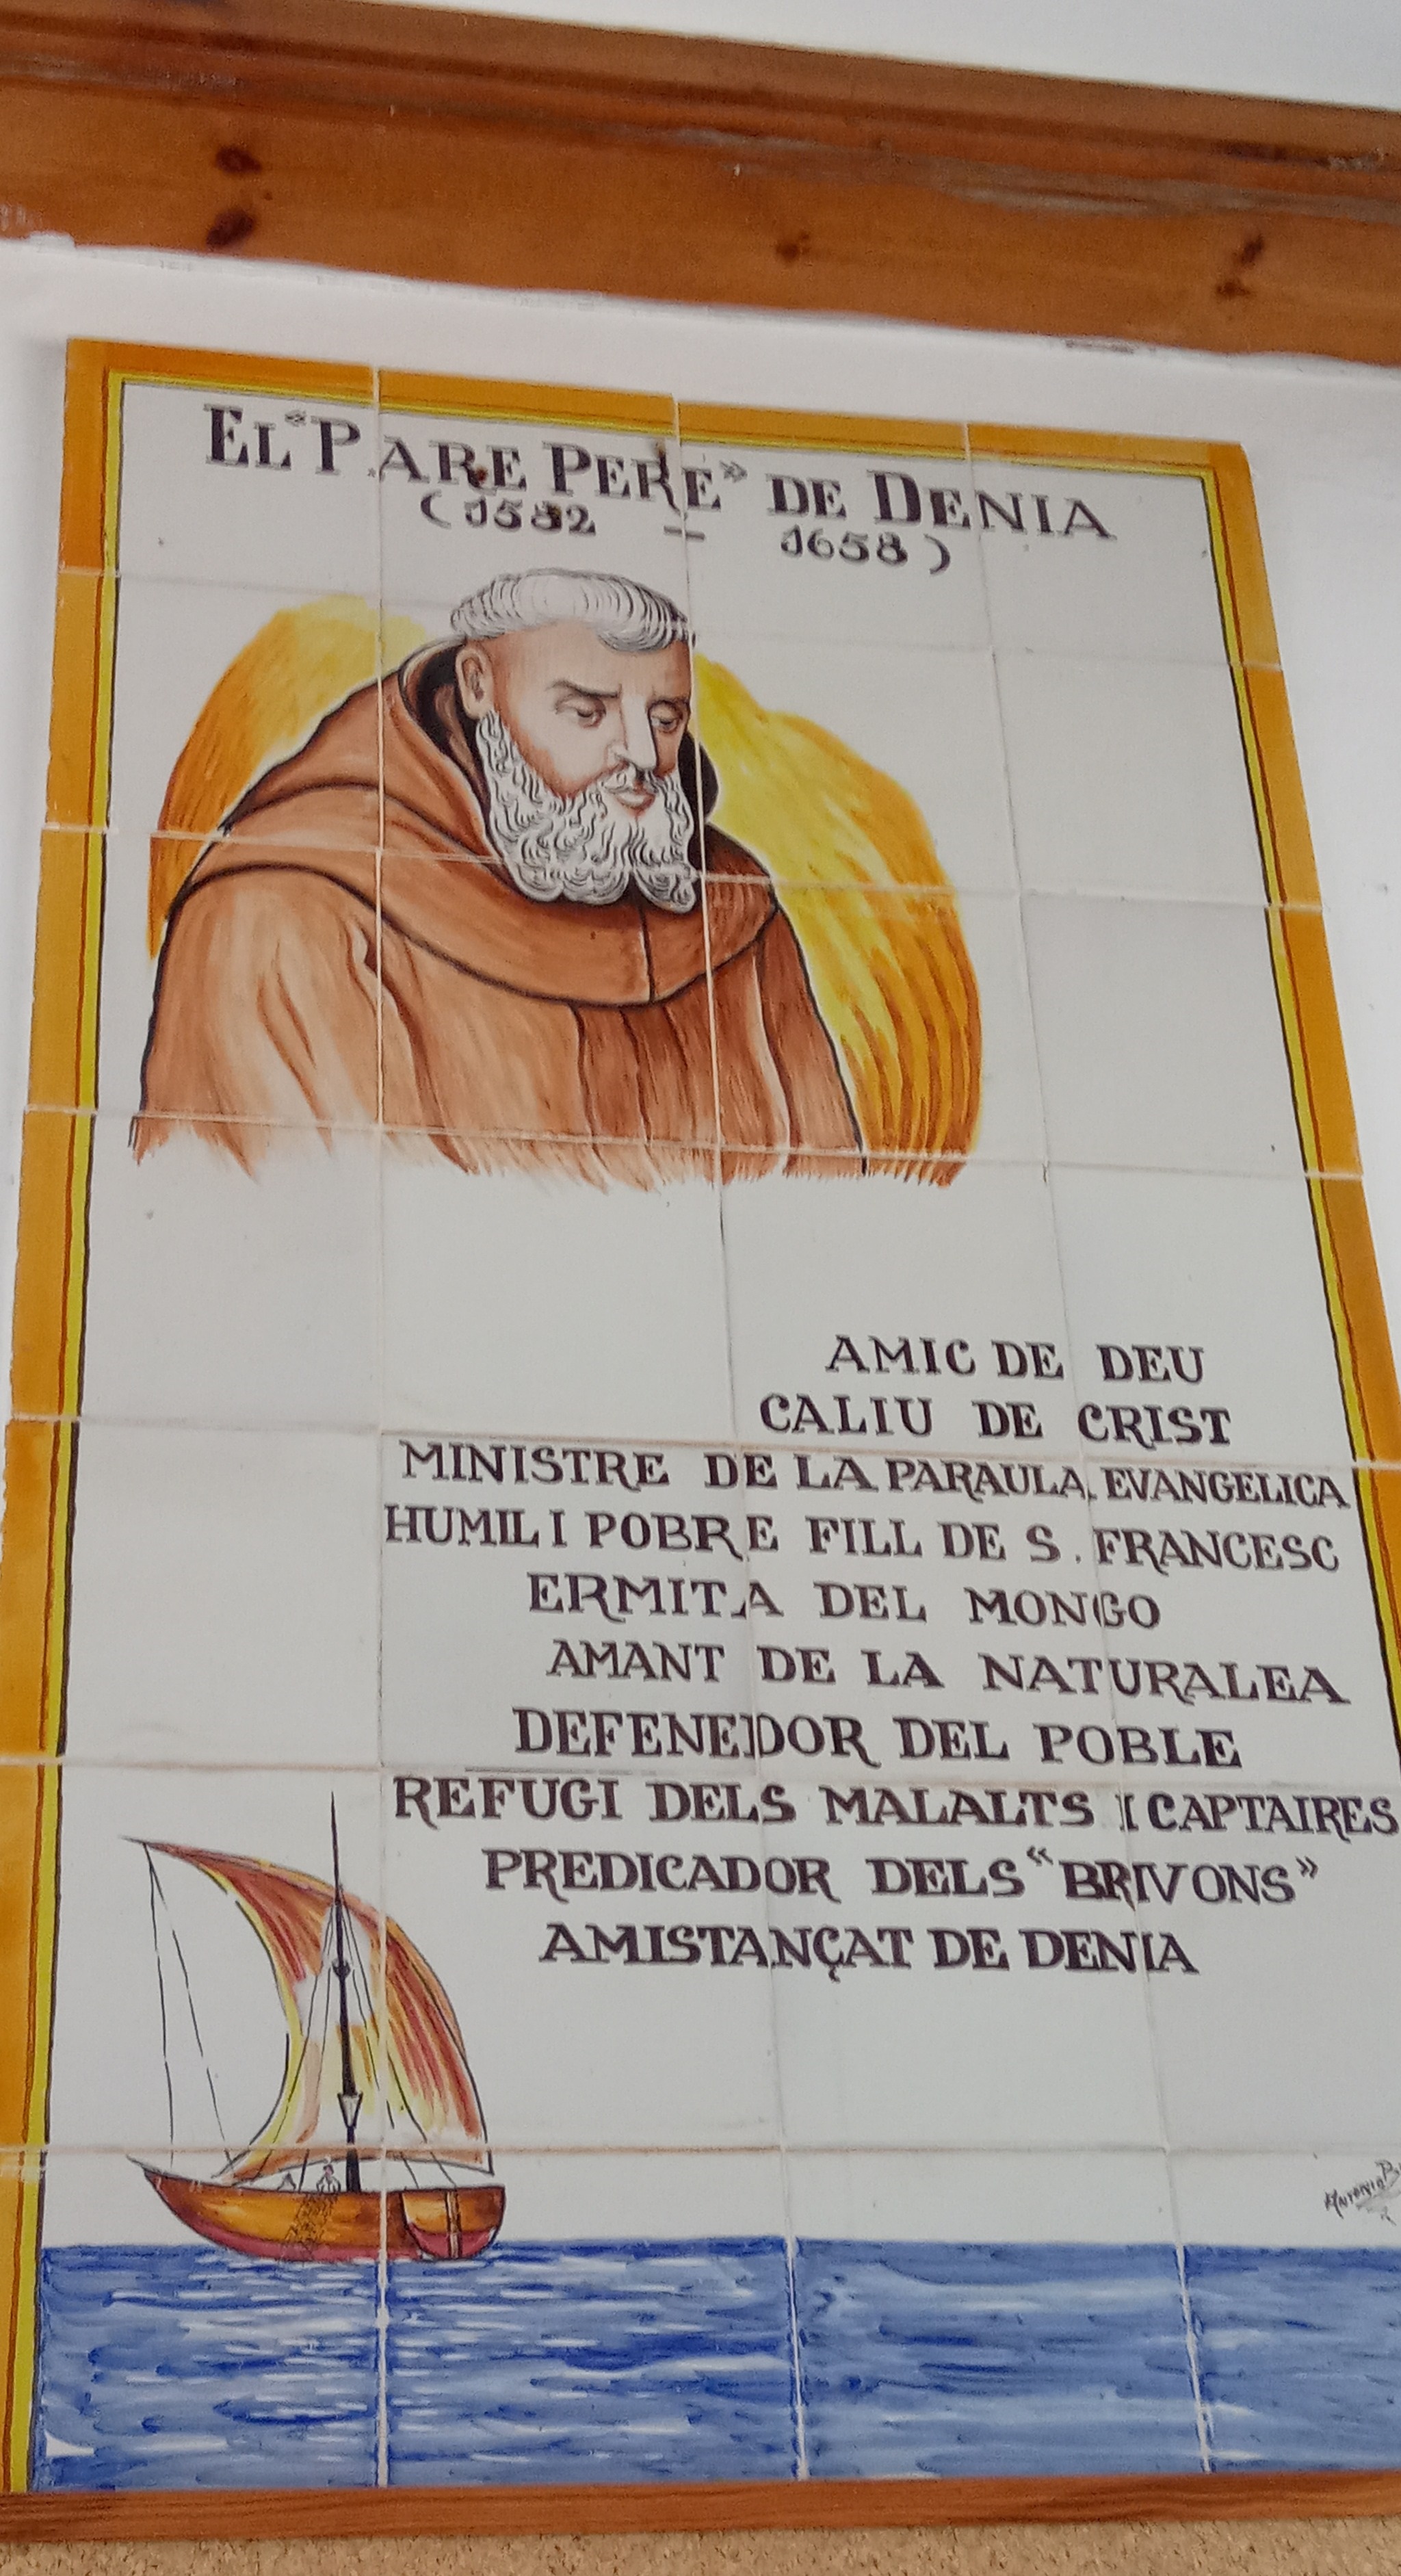 EL "PARE PERE" DE DENIA
(1582 - 1658)
AMIC DE DEU
CALIU DE CRIST
MINISTRE DE LA PARAULA EVANGELICA
HUMIL I POBRE FILL DE S. FRANCESC
ERMITA DEL MONGO
AMANT DE LA NATURALEA
DEFENEDOR DEL POBLE
REFUGI DELS MALALTS I CAPTAIRES
PREDICADOR DELS "BRIVONS"
AMISTANÇAT DE DENIA
ANTONIO